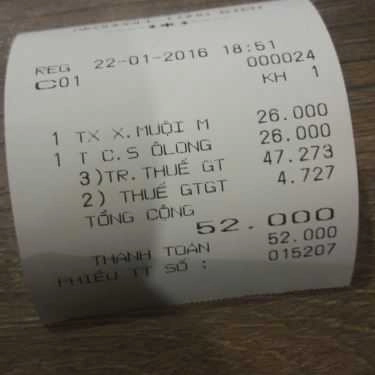 ***
REG 22-01-2016 18:51
C01 000024
KH 1
1 TX X.MUỘI M 26.000
1 T C.S ÔLONG 26.000
3)TR.THUẾ GT 47.273
2) THUẾ GTGT 4.727
TỔNG CỘNG
52.000
THANH TOÁN 52.000
PHIẾU TT SỐ : 015207